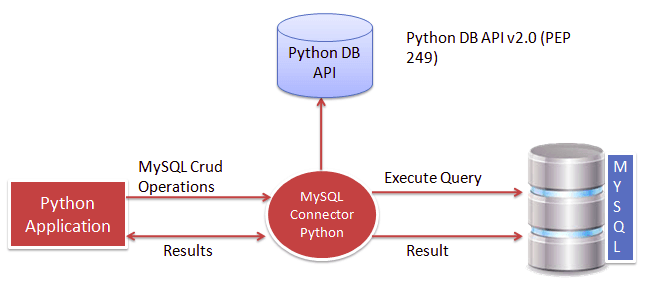 Python DB
API
Python DB API v2.0 (PEP
249)
MySQL Crud
Operations
Execute Query
Python
Application
MySQL
Connector
Python
Results
Result
M
Y
S
Q
L